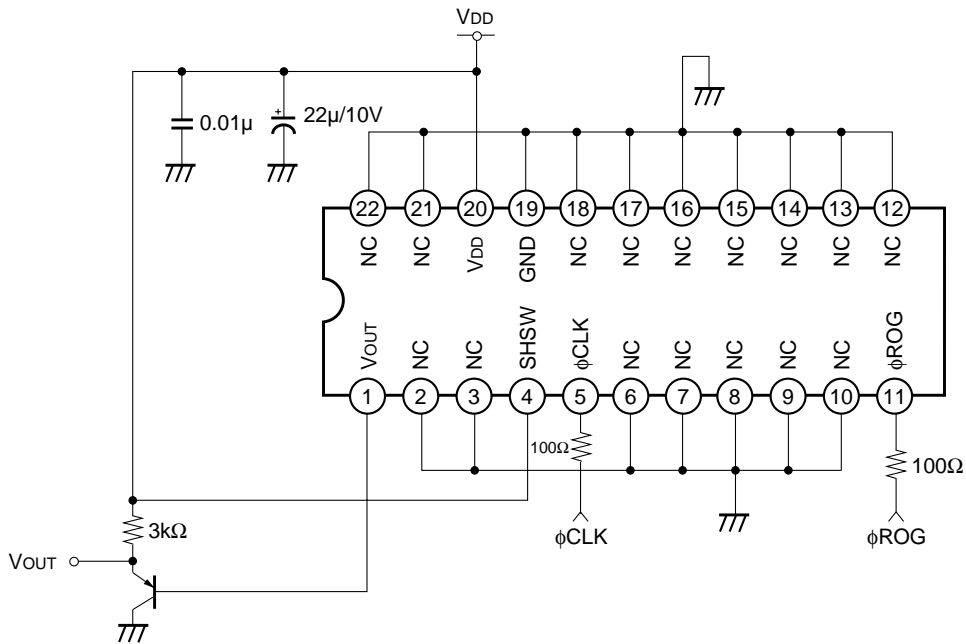 VDD
0.01µ
22µ/10V
+
22 21 20 19 18 17 16 15 14 13 12
NC NC VDD GND NC NC NC NC NC NC NC
VOUT NC NC SHSW ϕCLK NC NC NC NC NC ϕROG
1 2 3 4 5 6 7 8 9 10 11
100Ω
100Ω
3kΩ
ϕCLK
ϕROG
VOUT